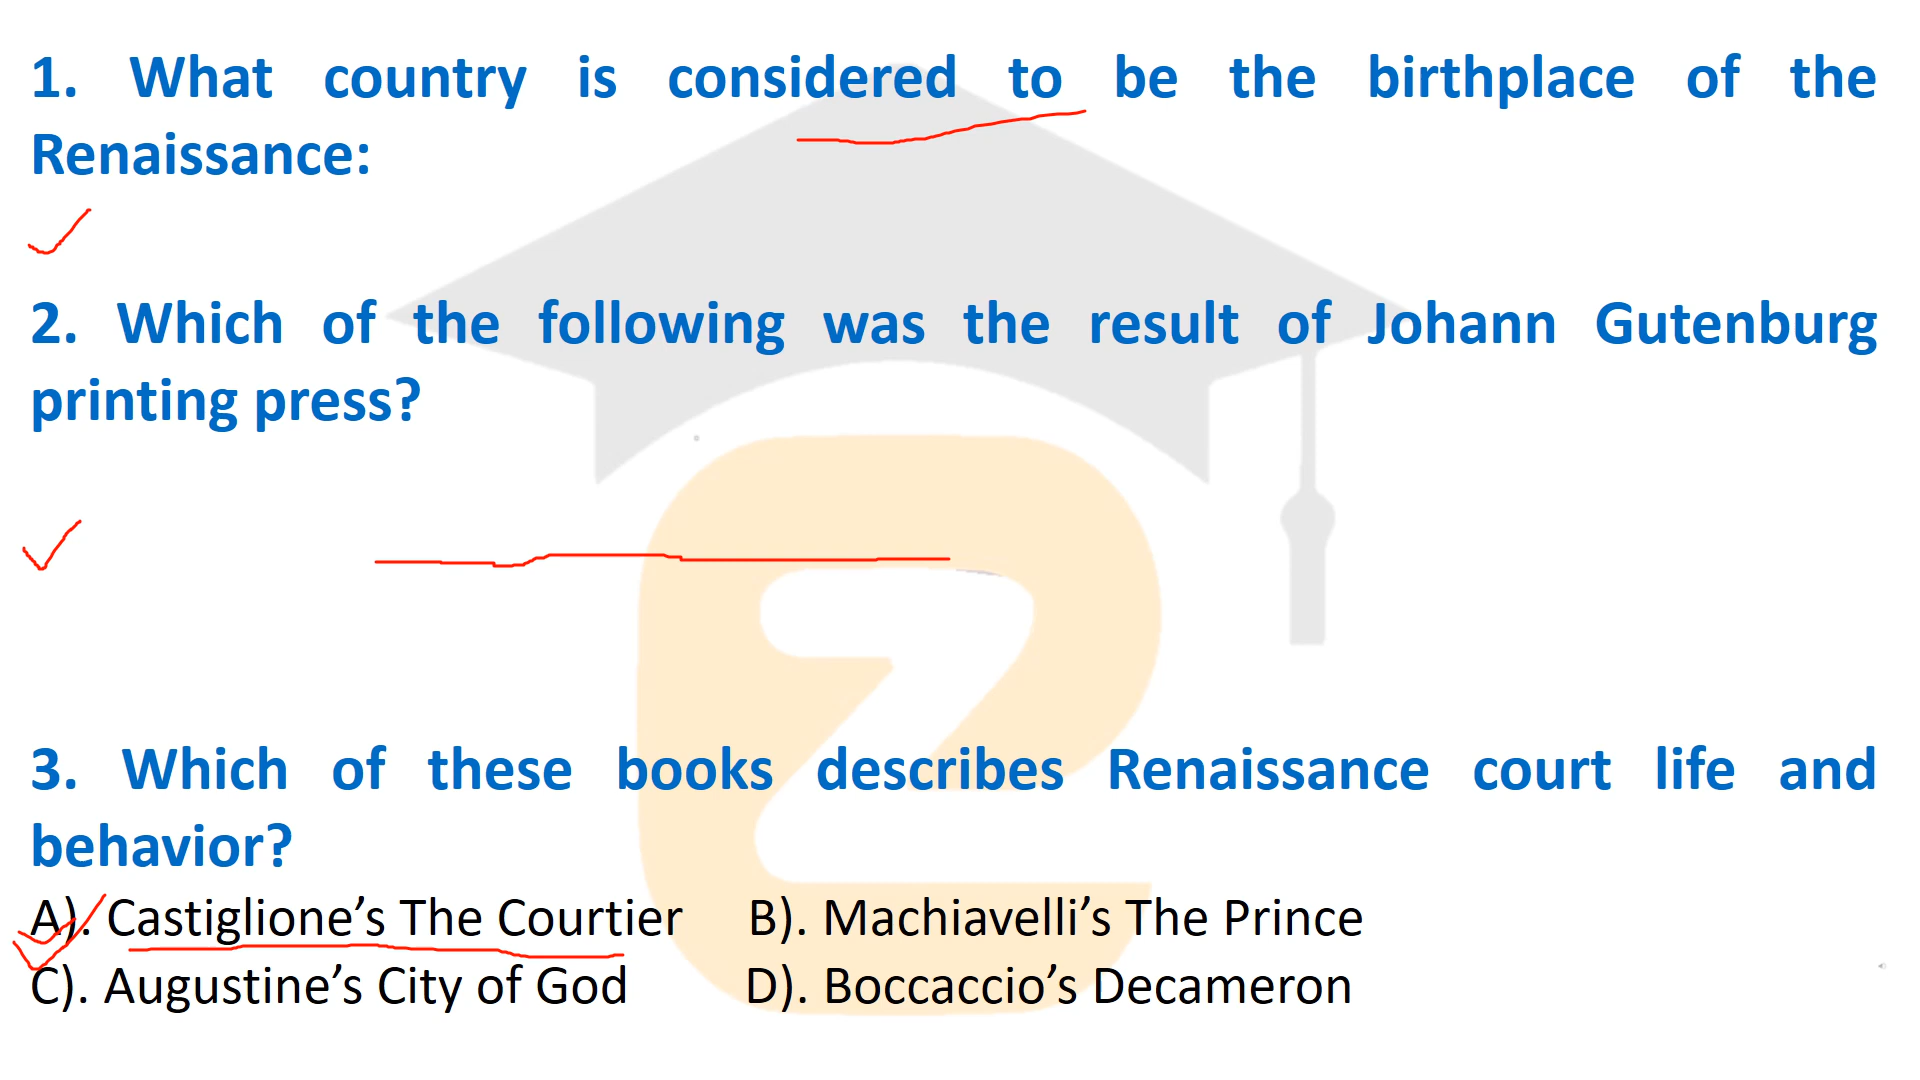 1. What country is considered to be the birthplace of the
Renaissance:
2. Which of the following was the result of Johann Gutenburg
printing press?
3. Which of these books describes Renaissance court life and
behavior?
A). Castiglione’s The Courtier B). Machiavelli’s The Prince
C). Augustine’s City of God D). Boccaccio’s Decameron